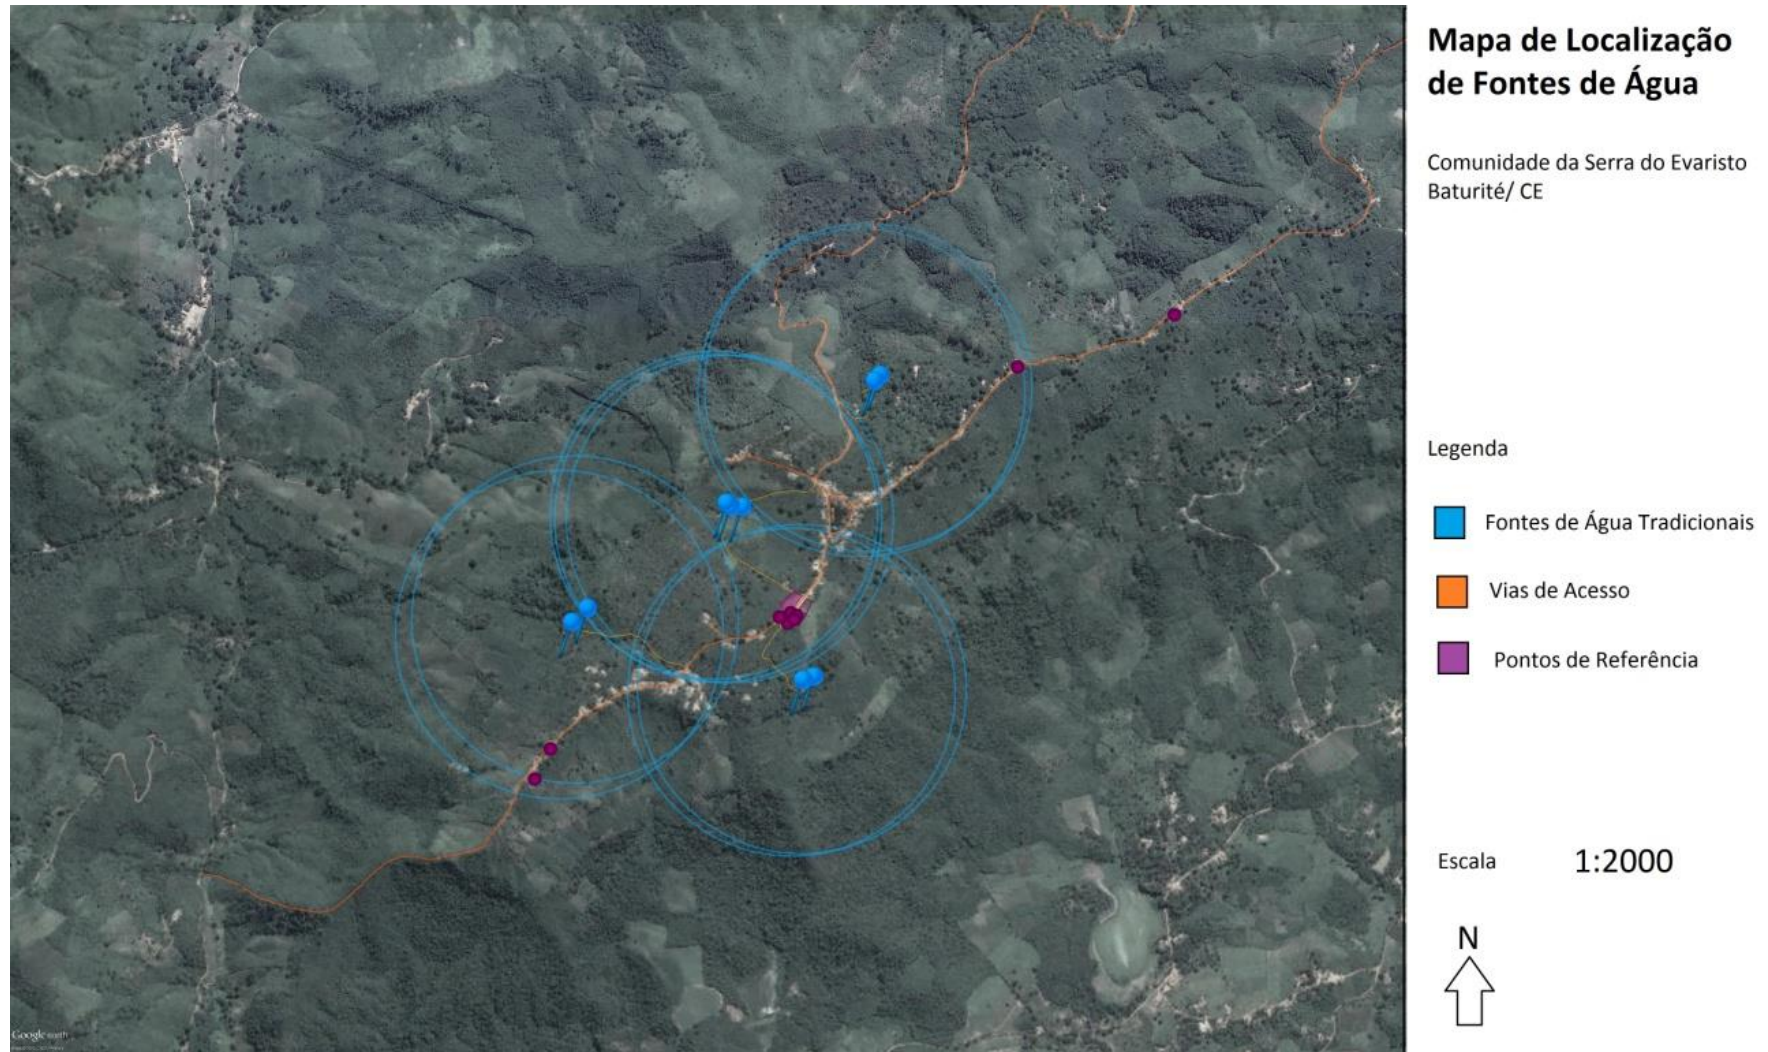 Mapa de Localização
de Fontes de Água
Comunidade da Serra do Evaristo
Baturité/ CE
Legenda
Fontes de Água Tradicionais
Vias de Acesso
Pontos de Referência
Escala 1:2000
N
Google earth